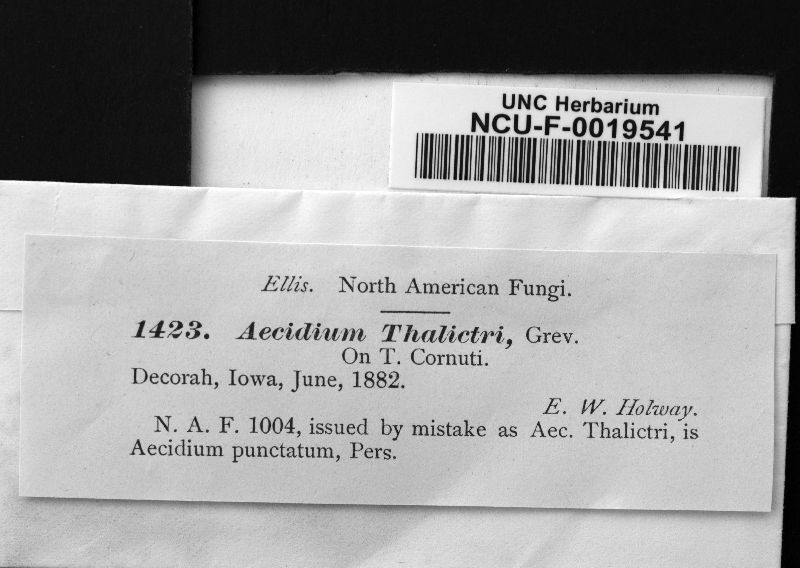 UNC Herbarium
NCU-F-0019541
Ellis. North American Fungi.
1423. Aecidium Thalictri, Grev.
On T. Cornuti.
Decorah, Iowa, June, 1882.
E. W. Holway.
N. A. F. 1004, issued by mistake as Aec. Thalictri, is
Aecidium punctatum, Pers.